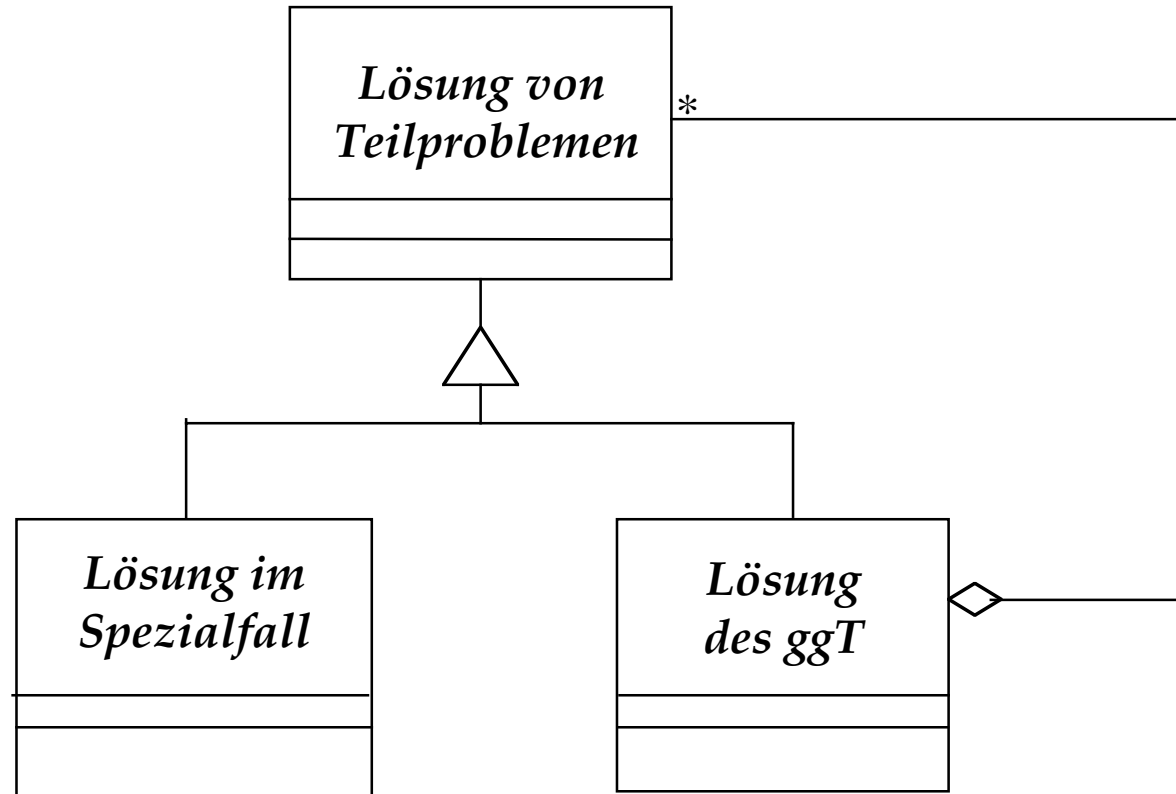 Lösung von
Teilproblemen
*
Lösung im
Spezialfall
Lösung
des ggT